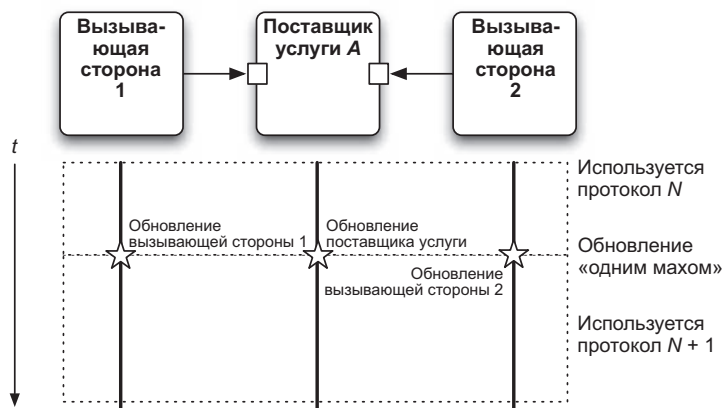 Вызыва-
ющая
сторона
1
Поставщик
услуги A
Вызыва-
ющая
сторона
2
t
Используется
протокол N
Обновление
вызывающей стороны 1
Обновление
поставщика услуги
Обновление
вызывающей стороны 2
Обновление
«одним махом»
Используется
протокол N + 1